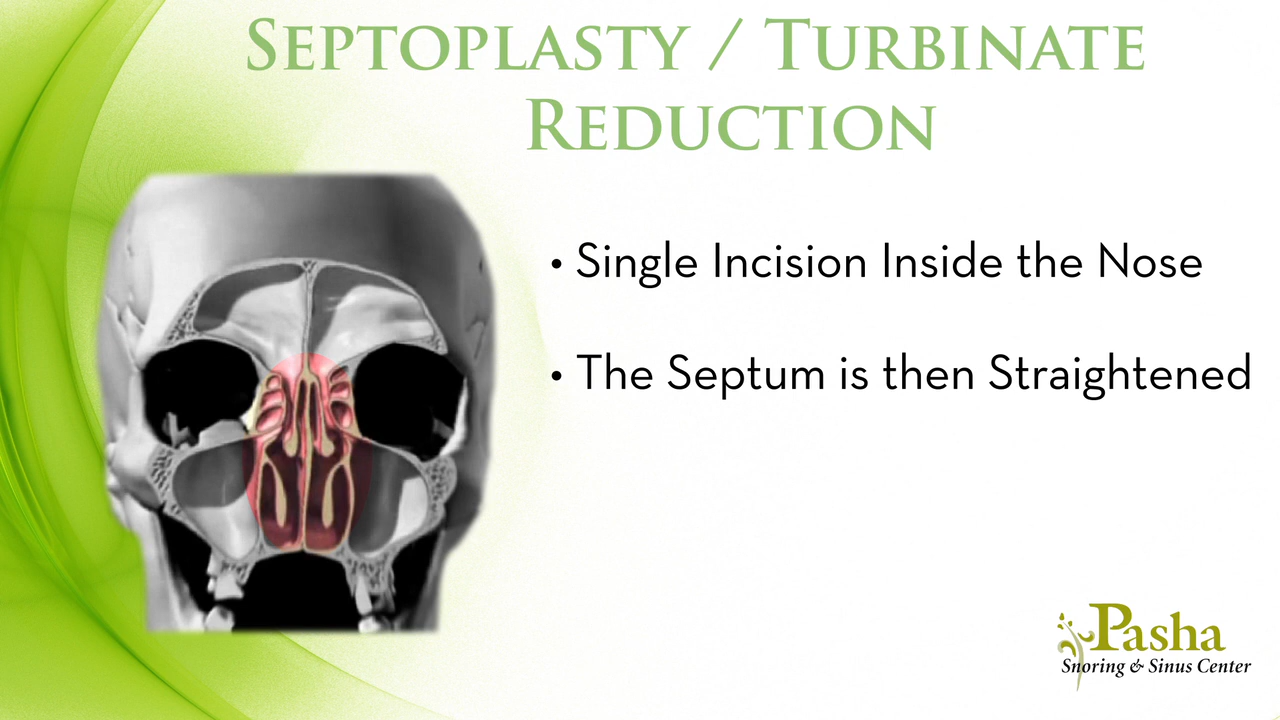 Septoplasty / Turbinate
Reduction
• Single Incision Inside the Nose
• The Septum is then Straightened
Pasha
Snoring & Sinus Center